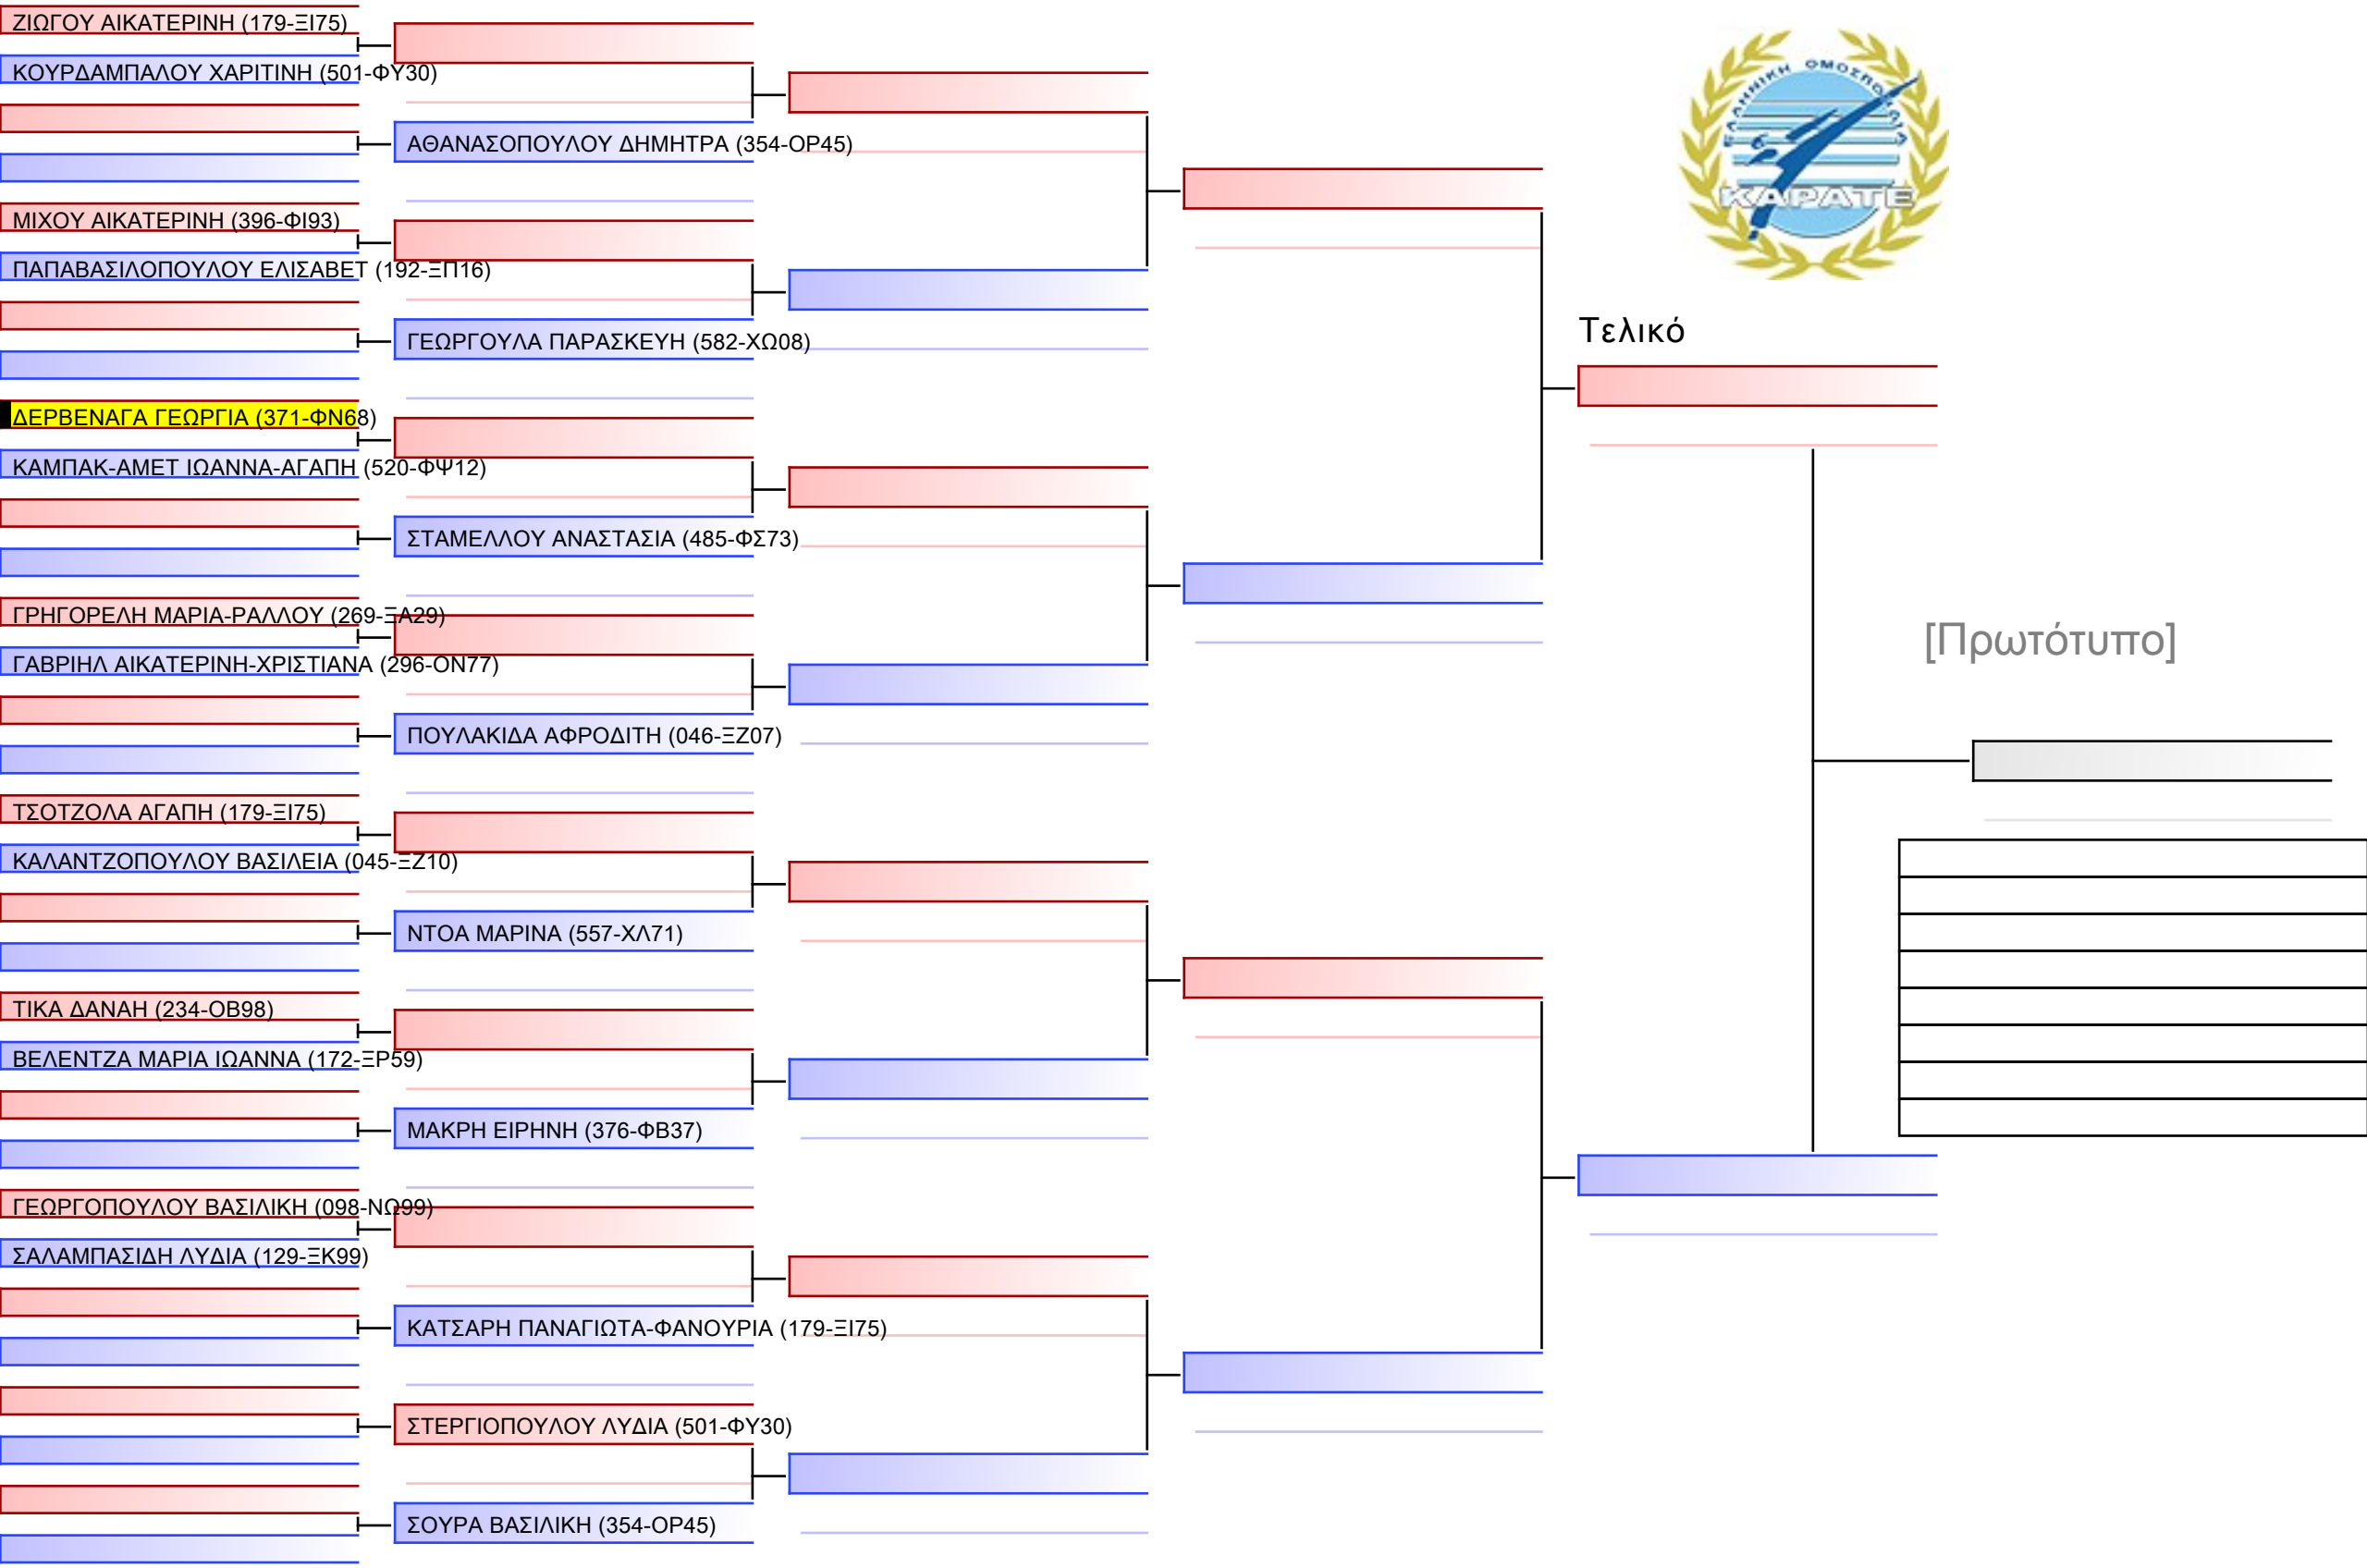 ΖΙΩΓΟΥ ΑΙΚΑΤΕΡΙΝΗ (179-ΞΙ75)
ΚΟΥΡΔΑΜΠΑΛΟΥ ΧΑΡΙΤΙΝΗ (501-ΦΥ30)
ΑΘΑΝΑΣΟΠΟΥΛΟΥ ΔΗΜΗΤΡΑ (354-ΟΡ45)
ΜΙΧΟΥ ΑΙΚΑΤΕΡΙΝΗ (396-ΦΙ93)
ΠΑΠΑΒΑΣΙΛΟΠΟΥΛΟΥ ΕΛΙΣΑΒΕΤ (192-ΞΠ16)
ΓΕΩΡΓΟΥΛΑ ΠΑΡΑΣΚΕΥΗ (582-ΧΩ08)
ΔΕΡΒΕΝΑΓΑ ΓΕΩΡΓΙΑ (371-ΦΝ68)
ΚΑΜΠΑΚ-ΑΜΕΤ ΙΩΑΝΝΑ-ΑΓΑΠΗ (520-ΦΨ12)
ΣΤΑΜΕΛΛΟΥ ΑΝΑΣΤΑΣΙΑ (485-ΦΣ73)
ΓΡΗΓΟΡΕΛΗ ΜΑΡΙΑ-ΡΑΛΛΟΥ (269-ΞΑ29)
ΓΑΒΡΙΗΛ ΑΙΚΑΤΕΡΙΝΗ-ΧΡΙΣΤΙΑΝΑ (296-ΟΝ77)
ΠΟΥΛΑΚΙΔΑ ΑΦΡΟΔΙΤΗ (046-ΞΖ07)
ΤΣΟΤΖΟΛΑ ΑΓΑΠΗ (179-ΞΙ75)
ΚΑΛΑΝΤΖΟΠΟΥΛΟΥ ΒΑΣΙΛΕΙΑ (045-ΞΖ10)
ΝΤΟΑ ΜΑΡΙΝΑ (557-ΧΛ71)
ΤΙΚΑ ΔΑΝΑΗ (234-ΟΒ98)
ΒΕΛΕΝΤΖΑ ΜΑΡΙΑ ΙΩΑΝΝΑ (172-ΞΡ59)
ΜΑΚΡΗ ΕΙΡΗΝΗ (376-ΦΒ37)
ΓΕΩΡΓΟΠΟΥΛΟΥ ΒΑΣΙΛΙΚΗ (098-ΝΩ99)
ΣΑΛΑΜΠΑΣΙΔΗ ΛΥΔΙΑ (129-ΞΚ99)
ΚΑΤΣΑΡΗ ΠΑΝΑΓΙΩΤΑ-ΦΑΝΟΥΡΙΑ (179-ΞΙ75)
ΣΤΕΡΓΙΟΠΟΥΛΟΥ ΛΥΔΙΑ (501-ΦΥ30)
ΣΟΥΡΑ ΒΑΣΙΛΙΚΗ (354-ΟΡ45)
ΕΛΛΗΝΙΚΗ ΟΜΟΣΠΟΝΔΙΑ
ΚΑΡΑΤΕ
Τελικό
[Πρωτότυπο]